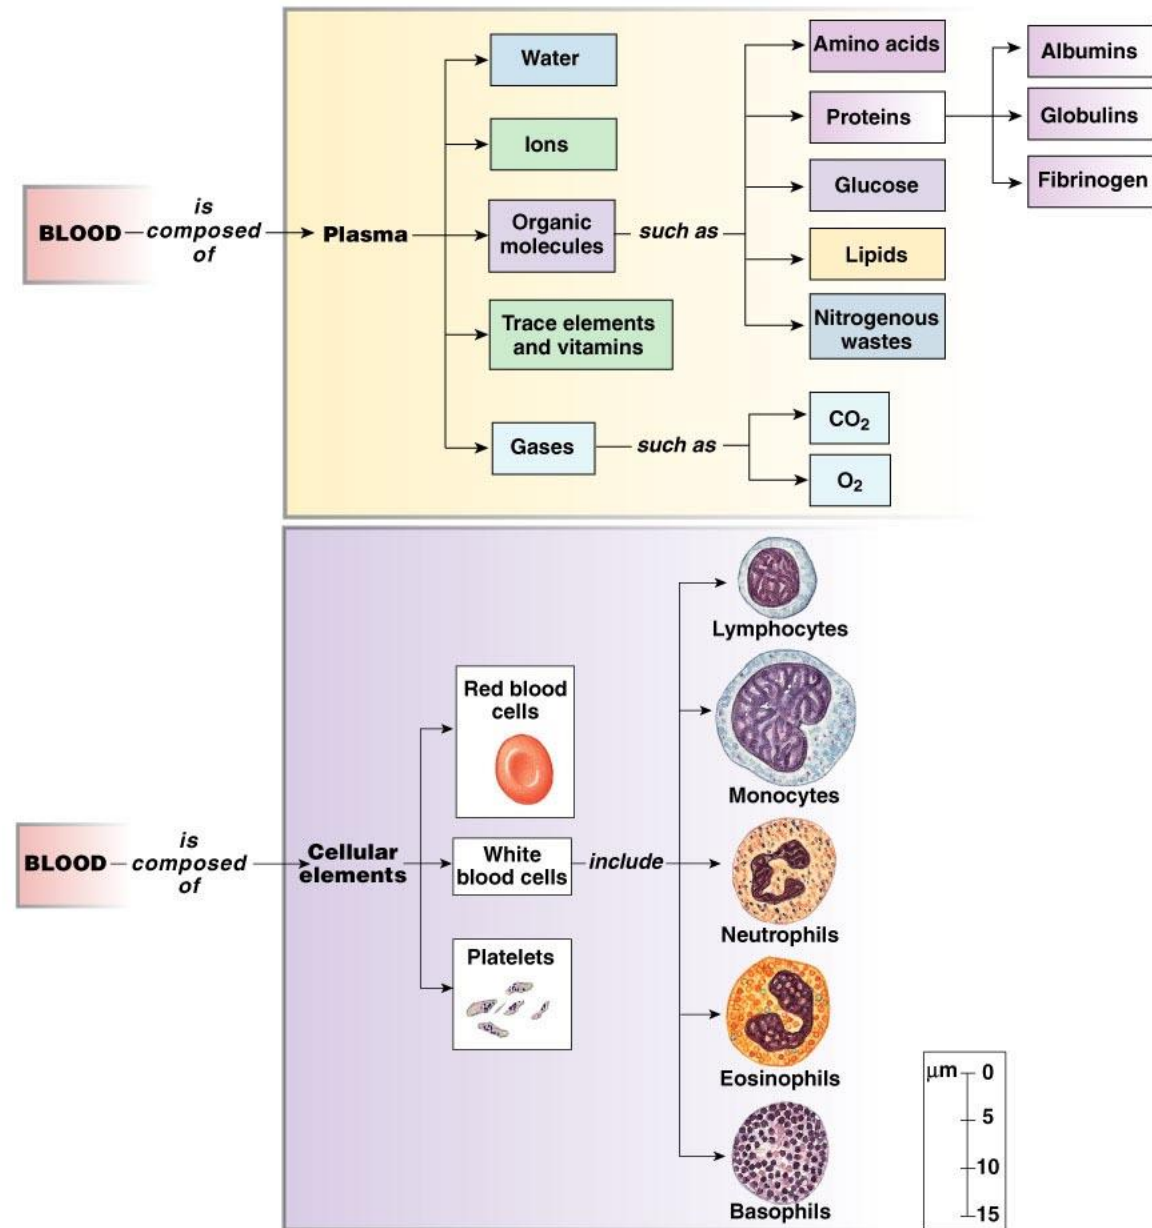 BLOOD
is
composed
of
Plasma
Water
Ions
Organic
molecules
such as
Trace elements
and vitamins
Gases
such as
Amino acids
Proteins
Glucose
Lipids
Nitrogenous
wastes
CO₂
O₂
Albumins
Globulins
Fibrinogen
BLOOD
is
composed
of
Cellular
elements
Red blood
cells
White
blood cells
Platelets
include
Lymphocytes
Monocytes
Neutrophils
Eosinophils
Basophils
μm
0
5
10
15